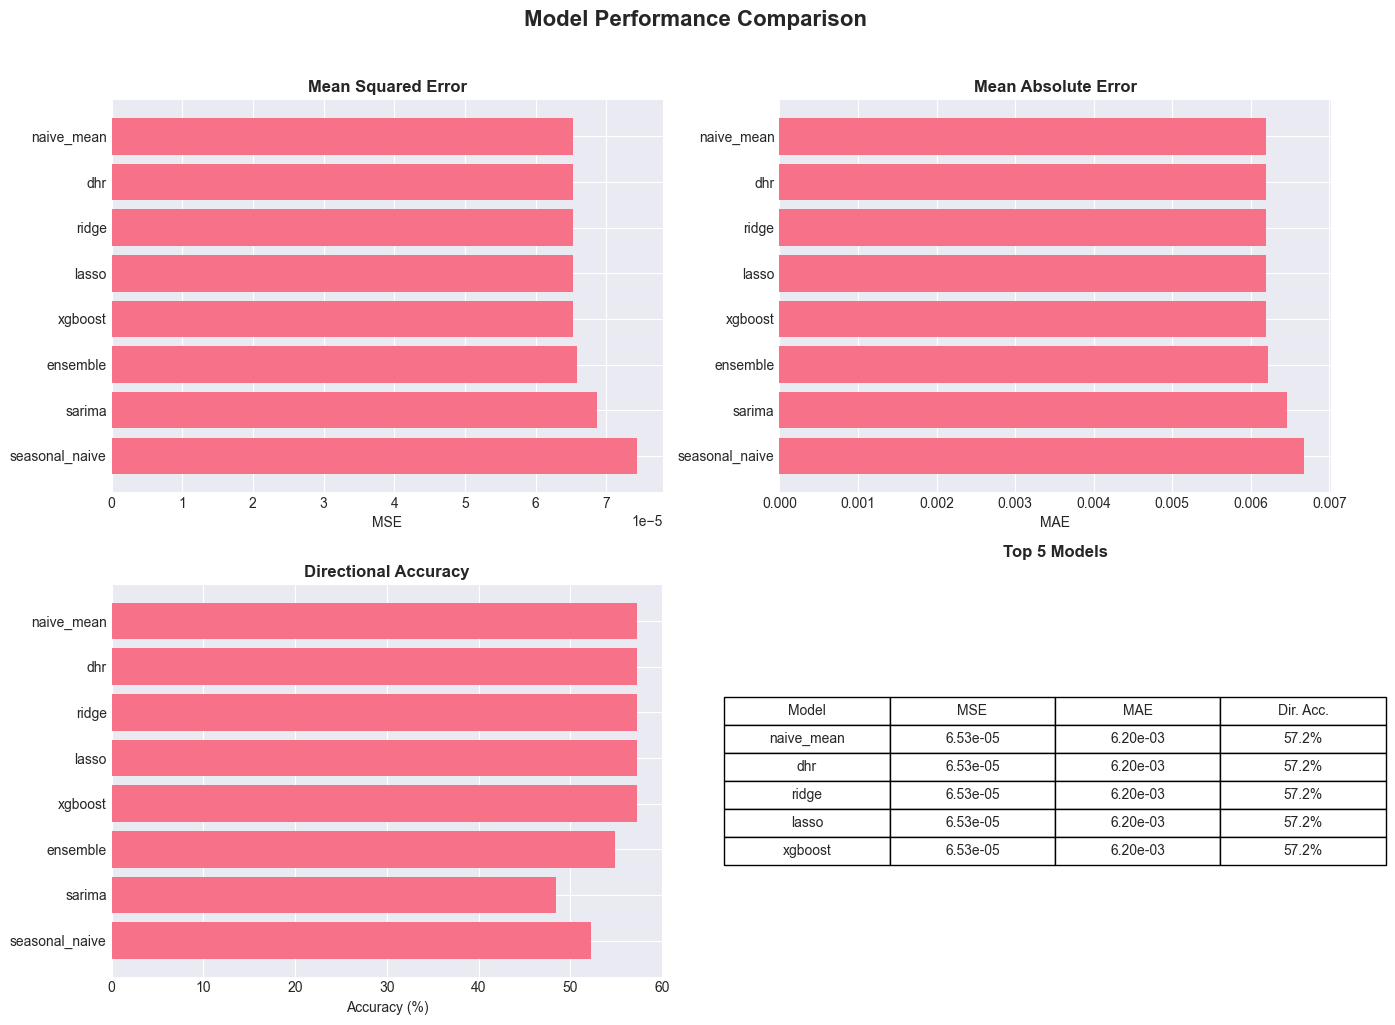 Model Performance Comparison
Mean Squared Error
naive_mean
dhr
ridge
lasso
xgboost
ensemble
sarima
seasonal_naive
0 1 2 3 4 5 6 7
1e−5
MSE
Mean Absolute Error
naive_mean
dhr
ridge
lasso
xgboost
ensemble
sarima
seasonal_naive
0.000 0.001 0.002 0.003 0.004 0.005 0.006 0.007
MAE
Directional Accuracy
naive_mean
dhr
ridge
lasso
xgboost
ensemble
sarima
seasonal_naive
0 10 20 30 40 50 60
Accuracy (%)
Top 5 Models
Model MSE MAE Dir. Acc.
naive_mean 6.53e-05 6.20e-03 57.2%
dhr 6.53e-05 6.20e-03 57.2%
ridge 6.53e-05 6.20e-03 57.2%
lasso 6.53e-05 6.20e-03 57.2%
xgboost 6.53e-05 6.20e-03 57.2%